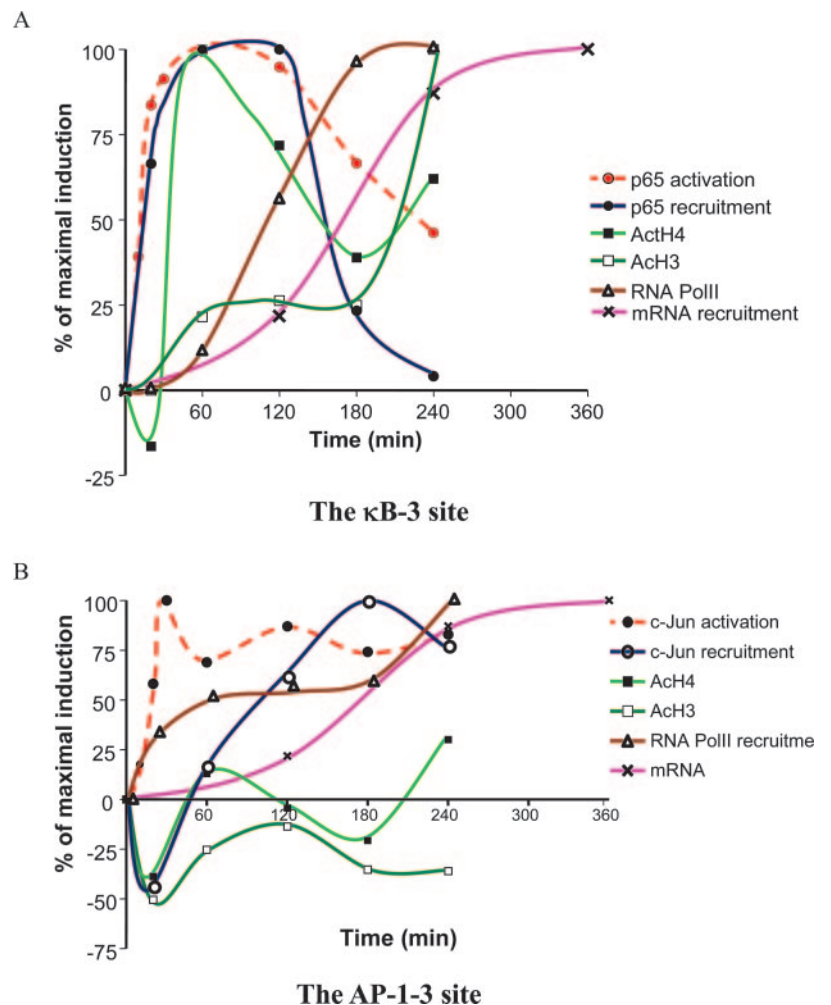 A
% of maximal induction
100
75
50
25
0
-25
60 120 180 240 300 360
Time (min)
p65 activation
p65 recruitment
ActH4
AcH3
RNA PolII
mRNA recruitment
The κB-3 site
B
% of maximal induction
100
75
50
25
0
-25
-50
-75
60 120 180 240 300 360
Time (min)
c-Jun activation
c-Jun recruitment
AcH4
AcH3
RNA PolII recruitme
mRNA
The AP-1-3 site